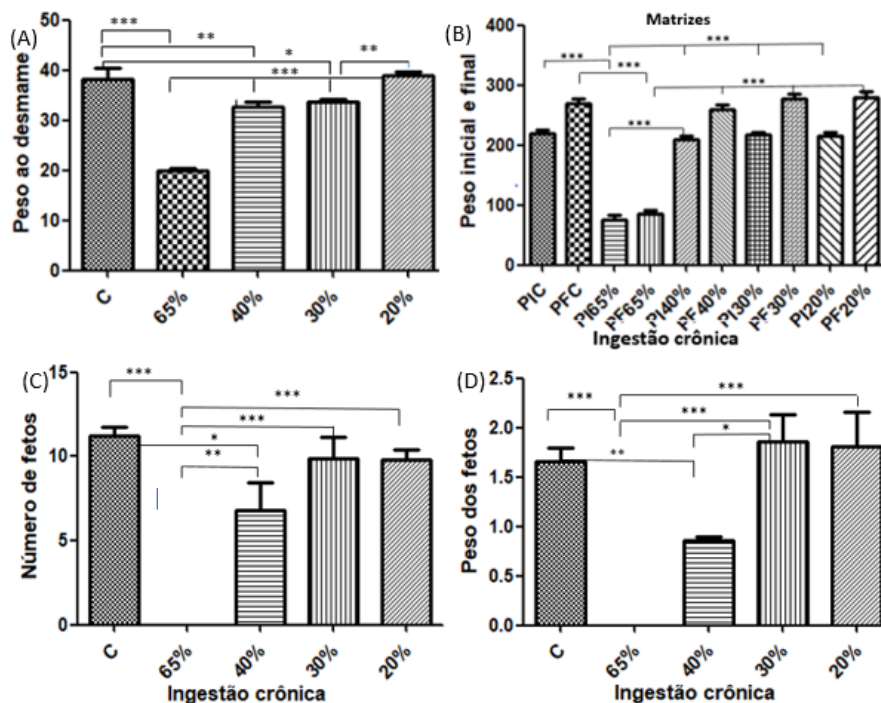 (A)
Peso ao desmame
50
40
30
20
10
0
***
**
*
**
***
C
65%
40%
30%
20%
(B)
Matrizes
Peso inicial e final
400
300
200
100
0
***
***
***
***
***
PIC
PFC
PI65%
PF65%
PI40%
PF40%
PI30%
PF30%
PI20%
PF20%
Ingestão crônica
(C)
Número de fetos
15
10
5
0
***
***
***
*
**
C
65%
40%
30%
20%
Ingestão crônica
(D)
Peso dos fetos
2.5
2.0
1.5
1.0
0.5
0.0
***
***
***
*
**
C
65%
40%
30%
20%
Ingestão crônica